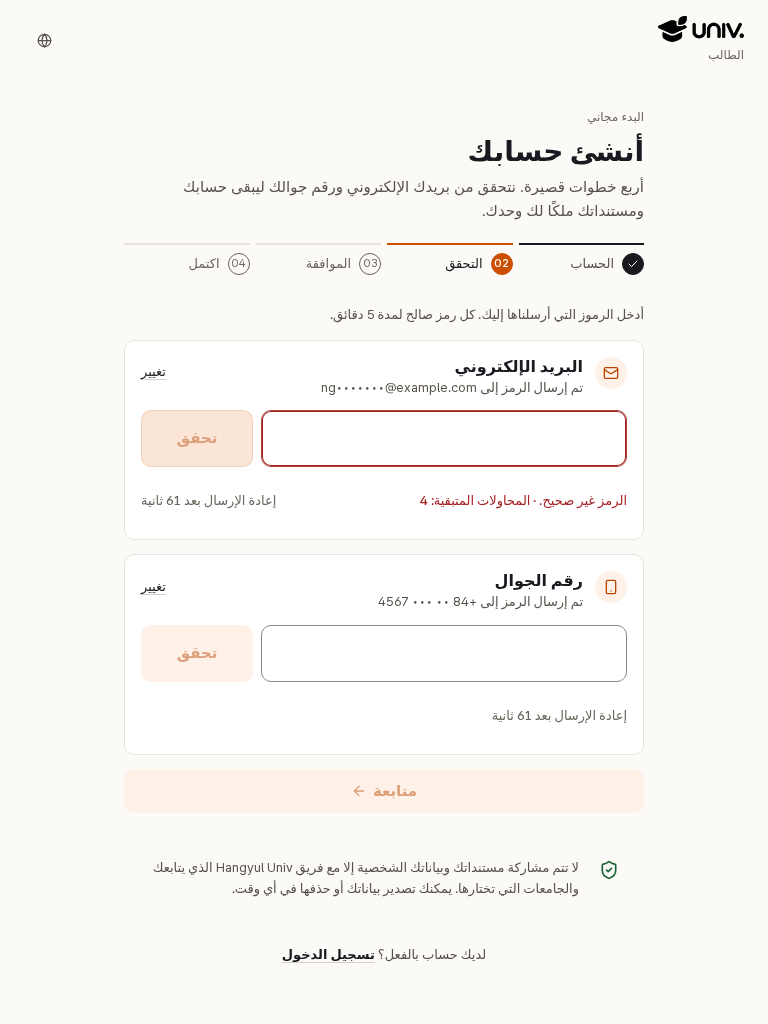 UNIV.
الطالب
البدء مجاني
أنشئ حسابك
أربع خطوات قصيرة. نتحقق من بريدك الإلكتروني ورقم جوالك ليبقى حسابك
ومستنداتك ملكًا لك وحدك.
الحساب
02 التحقق
03 الموافقة
04 اكتمل
أدخل الرموز التي أرسلناها إليك. كل رمز صالح لمدة 5 دقائق.
البريد الإلكتروني
تم إرسال الرمز إلى ng•••••••@example.com
تغيير
تحقق
الرمز غير صحيح. · المحاولات المتبقية: 4
إعادة الإرسال بعد 61 ثانية
رقم الجوال
تم إرسال الرمز إلى +84 •• ••• 4567
تغيير
تحقق
إعادة الإرسال بعد 61 ثانية
متابعة ←
لا تتم مشاركة مستنداتك وبياناتك الشخصية إلا مع فريق Hangyul Univ الذي يتابعك
والجامعات التي تختارها. يمكنك تصدير بياناتك أو حذفها في أي وقت.
لديك حساب بالفعل؟ تسجيل الدخول